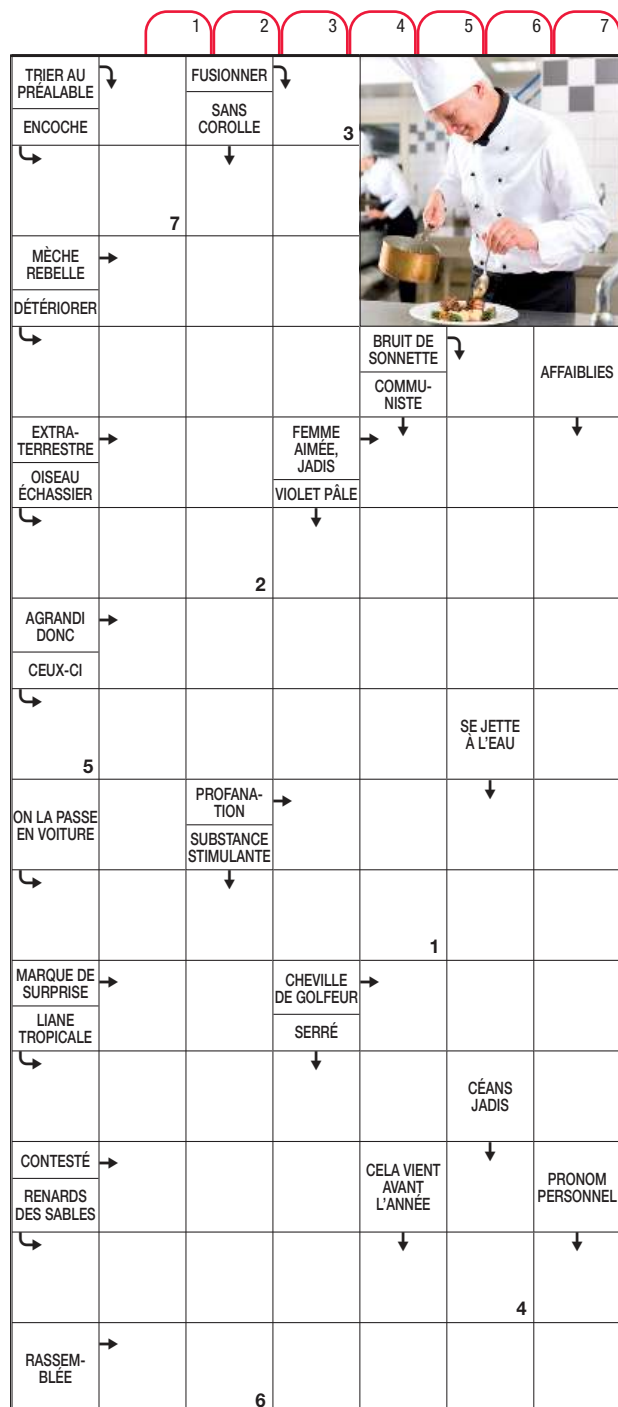 1 2 3 4 5 6 7
TRIER AU
PRÉALABLE
ENCOCHE
FUSIONNER
SANS
COROLLE
3
7
MÈCHE
REBELLE
DÉTÉRIORER
BRUIT DE
SONNETTE
COMMU-
NISTE
AFFAIBLIES
EXTRA-
TERRESTRE
OISEAU
ÉCHASSIER
FEMME
AIMÉE,
JADIS
VIOLET PÂLE
2
AGRANDI
DONC
CEUX-CI
5
SE JETTE
À L'EAU
ON LA PASSE
EN VOITURE
PROFANA-
TION
SUBSTANCE
STIMULANTE
1
MARQUE DE
SURPRISE
LIANE
TROPICALE
CHEVILLE
DE GOLFEUR
SERRÉ
CÉANS
JADIS
CONTESTÉ
RENARDS
DES SABLES
CELA VIENT
AVANT
L'ANNÉE
PRONOM
PERSONNEL
4
RASSEM-
BLÉE
6